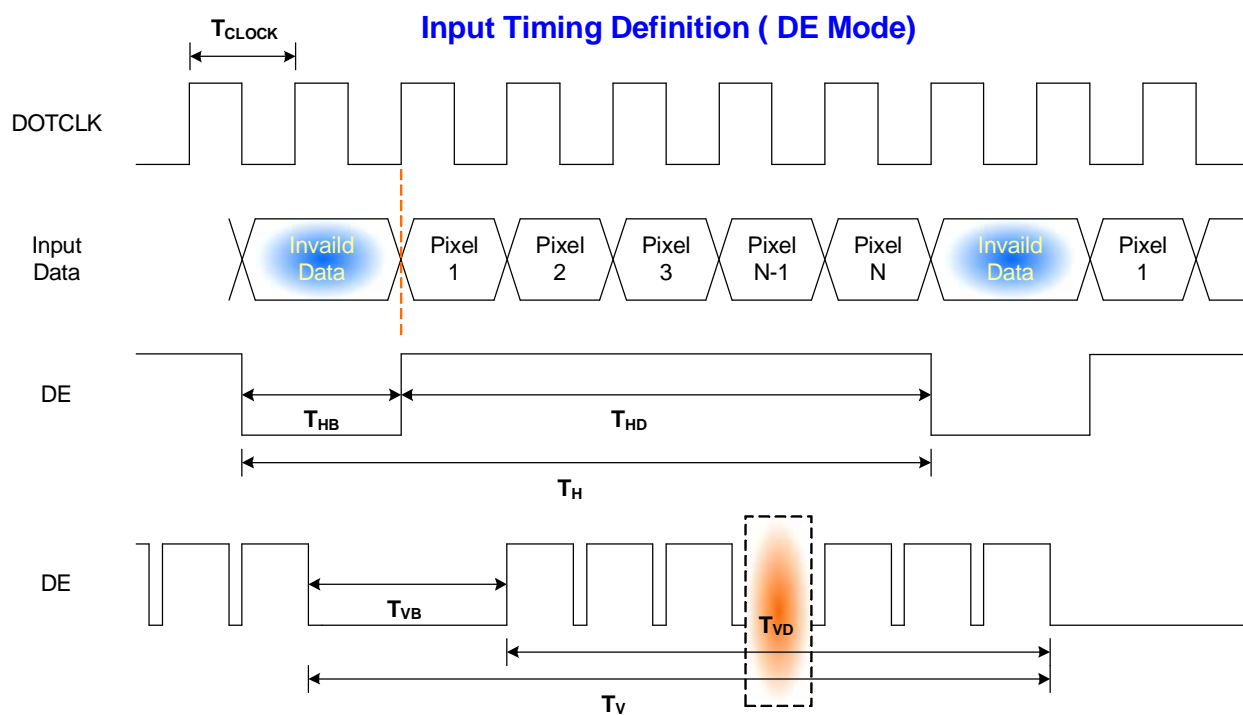 Input Timing Definition ( DE Mode)
TCLOCK
DOTCLK
Input
Data
Invaild
Data
Pixel
1
Pixel
2
Pixel
3
Pixel
N-1
Pixel
N
Invaild
Data
Pixel
1
DE
THB
THD
TH
DE
TVB
TVD
TV